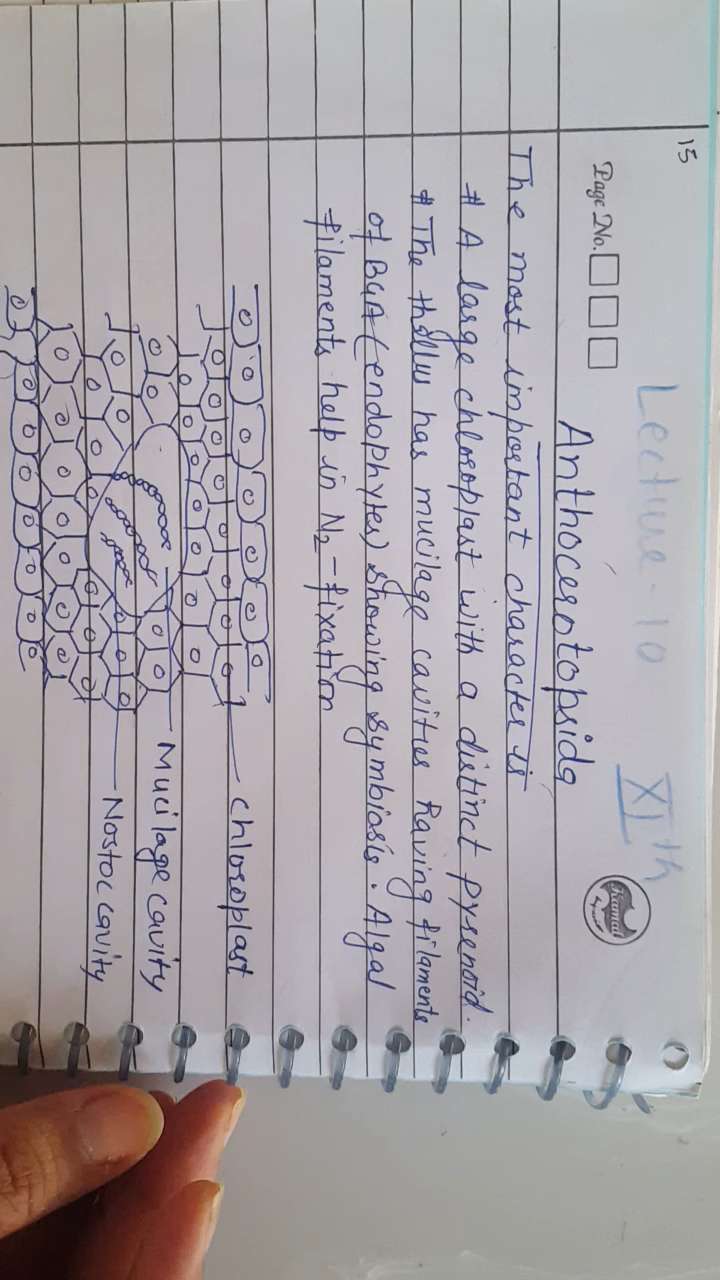 15
Lecture-10 XIth
Page No.
Kamal
Anthocerotopsida
The most important character is
# A large chloroplast with a distinct pyrenoid.
# The thallus has mucilage cavities having filaments
of BGA (endophytes) showing symbiosis. Algal
filaments help in N2-fixation
chloroplast
Mucilage cavity
Nostoc cavity